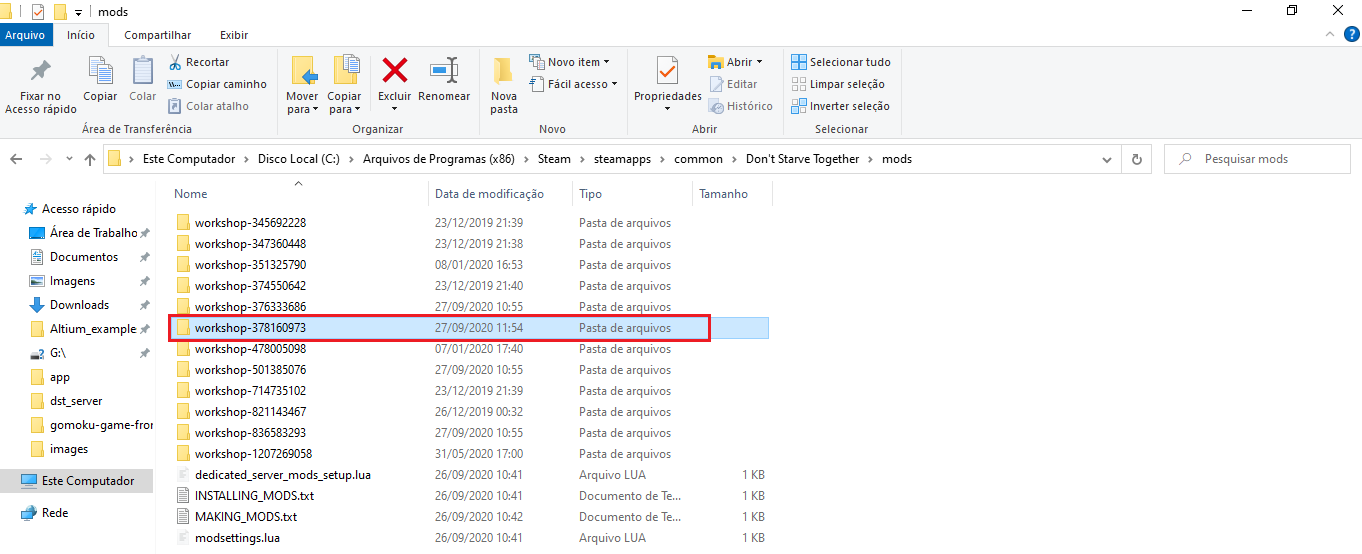 mods
Arquivo Início Compartilhar Exibir
Fixar no Acesso rápido
Copiar
Colar
Recortar
Copiar caminho
Colar atalho
Área de Transferência
Mover para
Copiar para
Excluir
Renomear
Organizar
Nova pasta
Novo item
Fácil acesso
Novo
Propriedades
Abrir
Editar
Histórico
Abrir
Selecionar tudo
Limpar seleção
Inverter seleção
Selecionar
Este Computador > Disco Local (C:) > Arquivos de Programas (x86) > Steam > steamapps > common > Don't Starve Together > mods
Pesquisar mods
Acesso rápido
Área de Trabalho
Documentos
Imagens
Downloads
Altium_example
G:\
app
dst_server
gomoku-game-fron
images
Este Computador
Rede
Nome Data de modificação Tipo Tamanho
workshop-345692228 23/12/2019 21:39 Pasta de arquivos
workshop-347360448 23/12/2019 21:38 Pasta de arquivos
workshop-351325790 08/01/2020 16:53 Pasta de arquivos
workshop-374550642 23/12/2019 21:40 Pasta de arquivos
workshop-376333686 27/09/2020 10:55 Pasta de arquivos
workshop-378160973 27/09/2020 11:54 Pasta de arquivos
workshop-478005098 07/01/2020 17:40 Pasta de arquivos
workshop-501385076 27/09/2020 10:55 Pasta de arquivos
workshop-714735102 23/12/2019 21:39 Pasta de arquivos
workshop-821143467 26/12/2019 00:32 Pasta de arquivos
workshop-836583293 27/09/2020 10:55 Pasta de arquivos
workshop-1207269058 31/05/2020 17:00 Pasta de arquivos
dedicated_server_mods_setup.lua 26/09/2020 10:41 Arquivo LUA 1 KB
INSTALLING_MODS.txt 26/09/2020 10:41 Documento de Te... 1 KB
MAKING_MODS.txt 26/09/2020 10:42 Documento de Te... 1 KB
modsettings.lua 26/09/2020 10:41 Arquivo LUA 1 KB